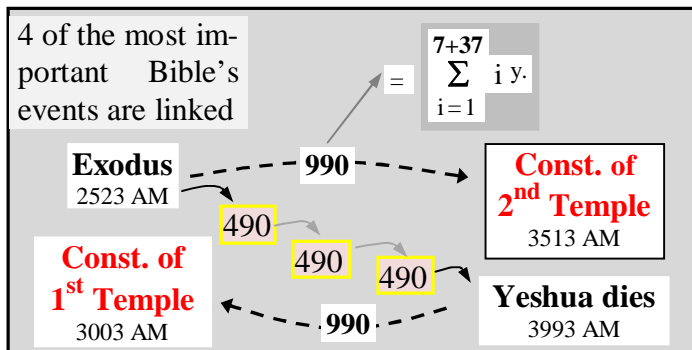 4 of the most im-
portant Bible's
events are linked
7+37
= Σ i y.
i = 1
Exodus
2523 AM
990
Const. of
2nd Temple
3513 AM
490
490
490
Const. of
1st Temple
3003 AM
990
Yeshua dies
3993 AM